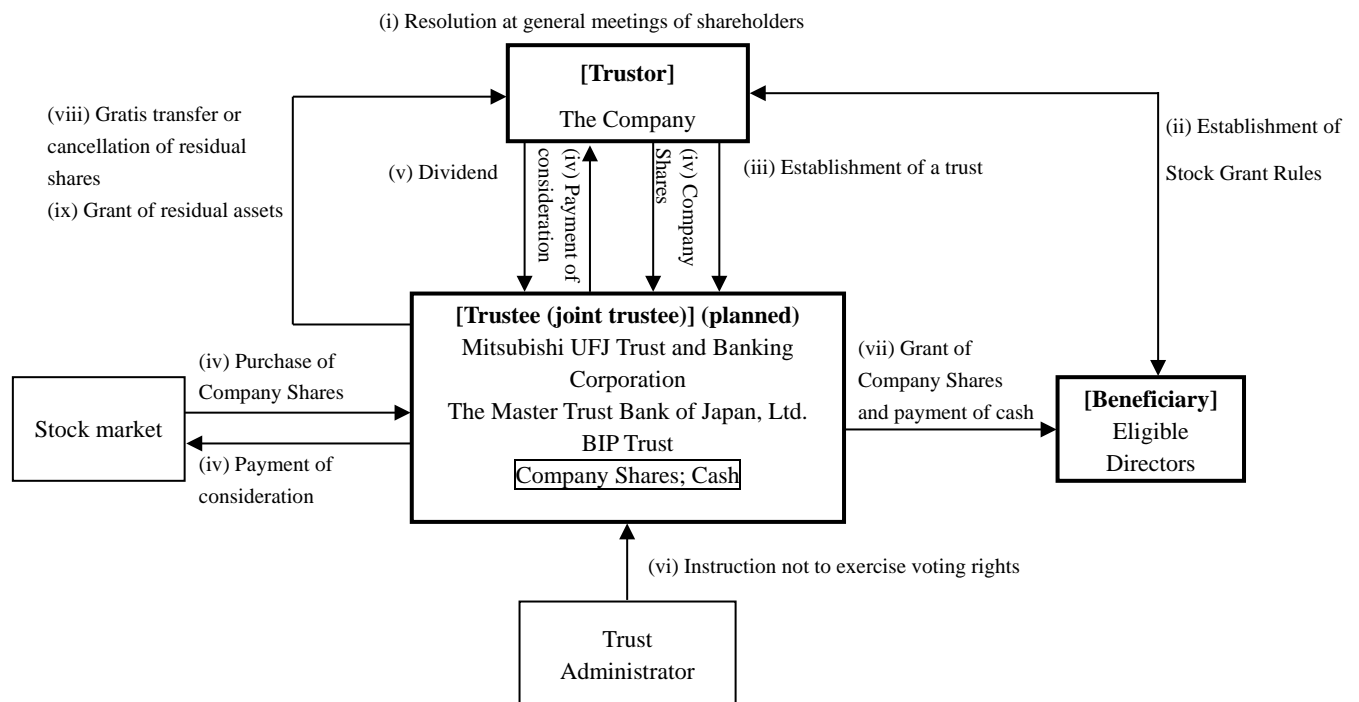 (i) Resolution at general meetings of shareholders
[Trustor]
The Company
(viii) Gratis transfer or
cancellation of residual
shares
(ix) Grant of residual assets
(v) Dividend
(iv) Payment of
consideration
(iv) Company
Shares
(iii) Establishment of a trust
(ii) Establishment of
Stock Grant Rules
[Trustee (joint trustee)] (planned)
Mitsubishi UFJ Trust and Banking
Corporation
The Master Trust Bank of Japan, Ltd.
BIP Trust
Company Shares; Cash
(iv) Purchase of
Company Shares
Stock market
(iv) Payment of
consideration
(vii) Grant of
Company Shares
and payment of cash
[Beneficiary]
Eligible
Directors
(vi) Instruction not to exercise voting rights
Trust
Administrator